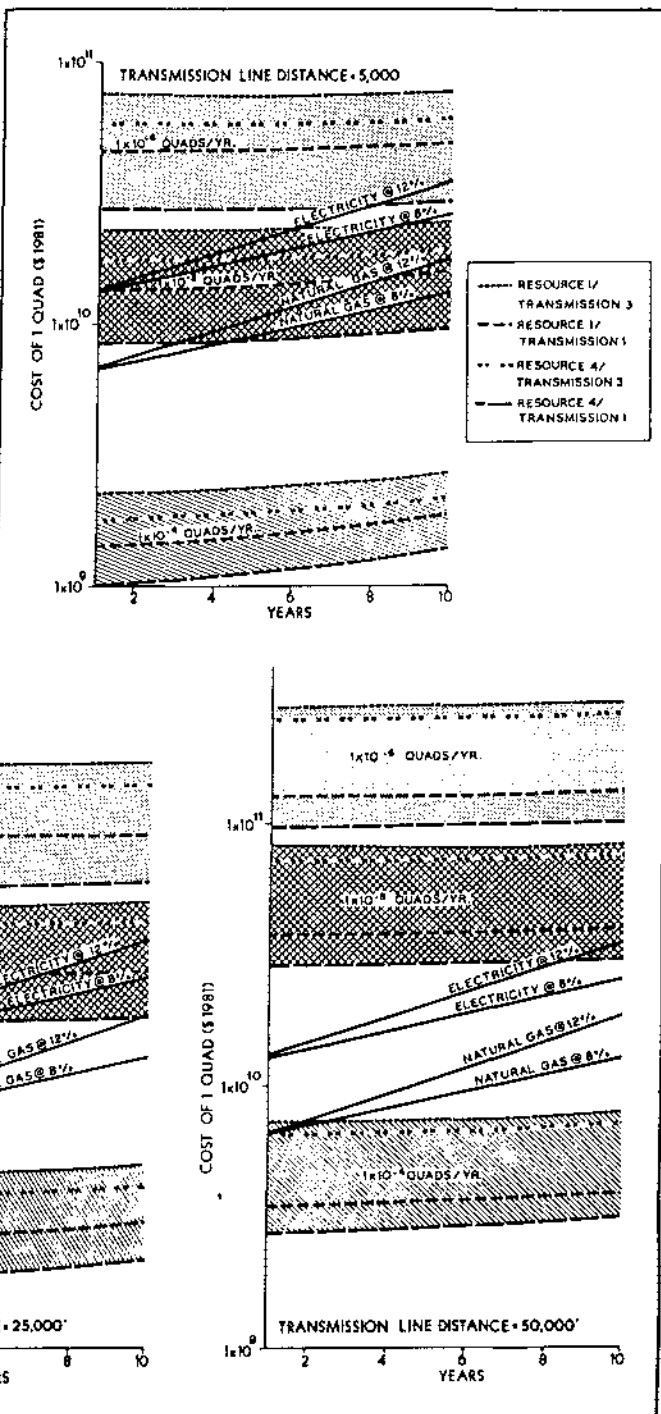 1x10¹¹
TRANSMISSION LINE DISTANCE = 5,000
1x10⁻⁶ QUADS/YR.
ELECTRICITY @ 12%
ELECTRICITY @ 8%
QUADS/YR.
NATURAL GAS @ 12%
NATURAL GAS @ 8%
1x10¹⁰
COST OF 1 QUAD ($ 1981)
1x10⁻⁴ QUADS/YR.
1x10⁹
2
4
6
8
10
YEARS
RESOURCE 1/
TRANSMISSION 3
RESOURCE 1/
TRANSMISSION 1
RESOURCE 4/
TRANSMISSION 3
RESOURCE 4/
TRANSMISSION 1
ECTRICITY @ 12%
ELECTRICITY @ 8%
GAS @ 12%
GAS @ 8%
= 25,000'
8
10
RS
1x10⁻⁶ QUADS/YR.
1x10¹¹
QUADS/YR.
ELECTRICITY @ 12%
ELECTRICITY @ 8%
NATURAL GAS @ 12%
NATURAL GAS @ 8%
1x10¹⁰
COST OF 1 QUAD ($ 1981)
1x10⁻⁴ QUADS/YR.
TRANSMISSION LINE DISTANCE = 50,000'
1x10⁹
2
4
6
8
10
YEARS